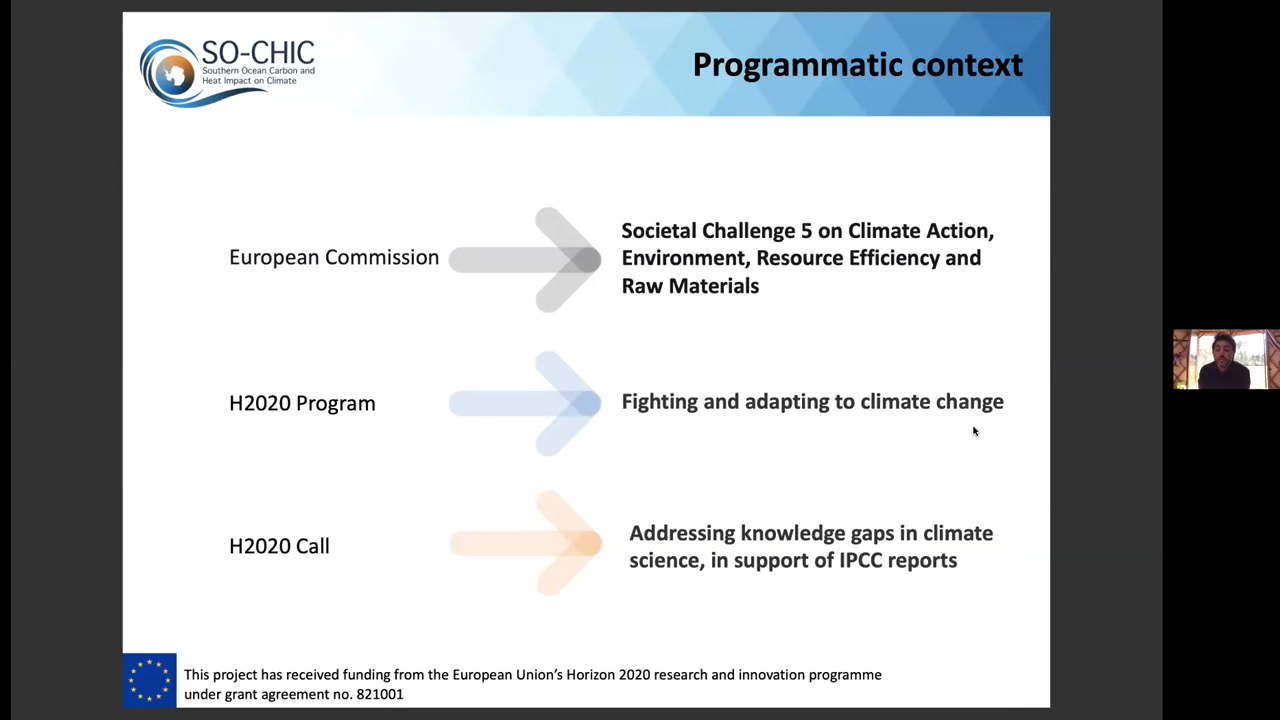 SO-CHIC
Southern Ocean Carbon and
Heat Impact on Climate
Programmatic context
European Commission
Societal Challenge 5 on Climate Action,
Environment, Resource Efficiency and
Raw Materials
H2020 Program
Fighting and adapting to climate change
H2020 Call
Addressing knowledge gaps in climate
science, in support of IPCC reports
This project has received funding from the European Union’s Horizon 2020 research and innovation programme
under grant agreement no. 821001